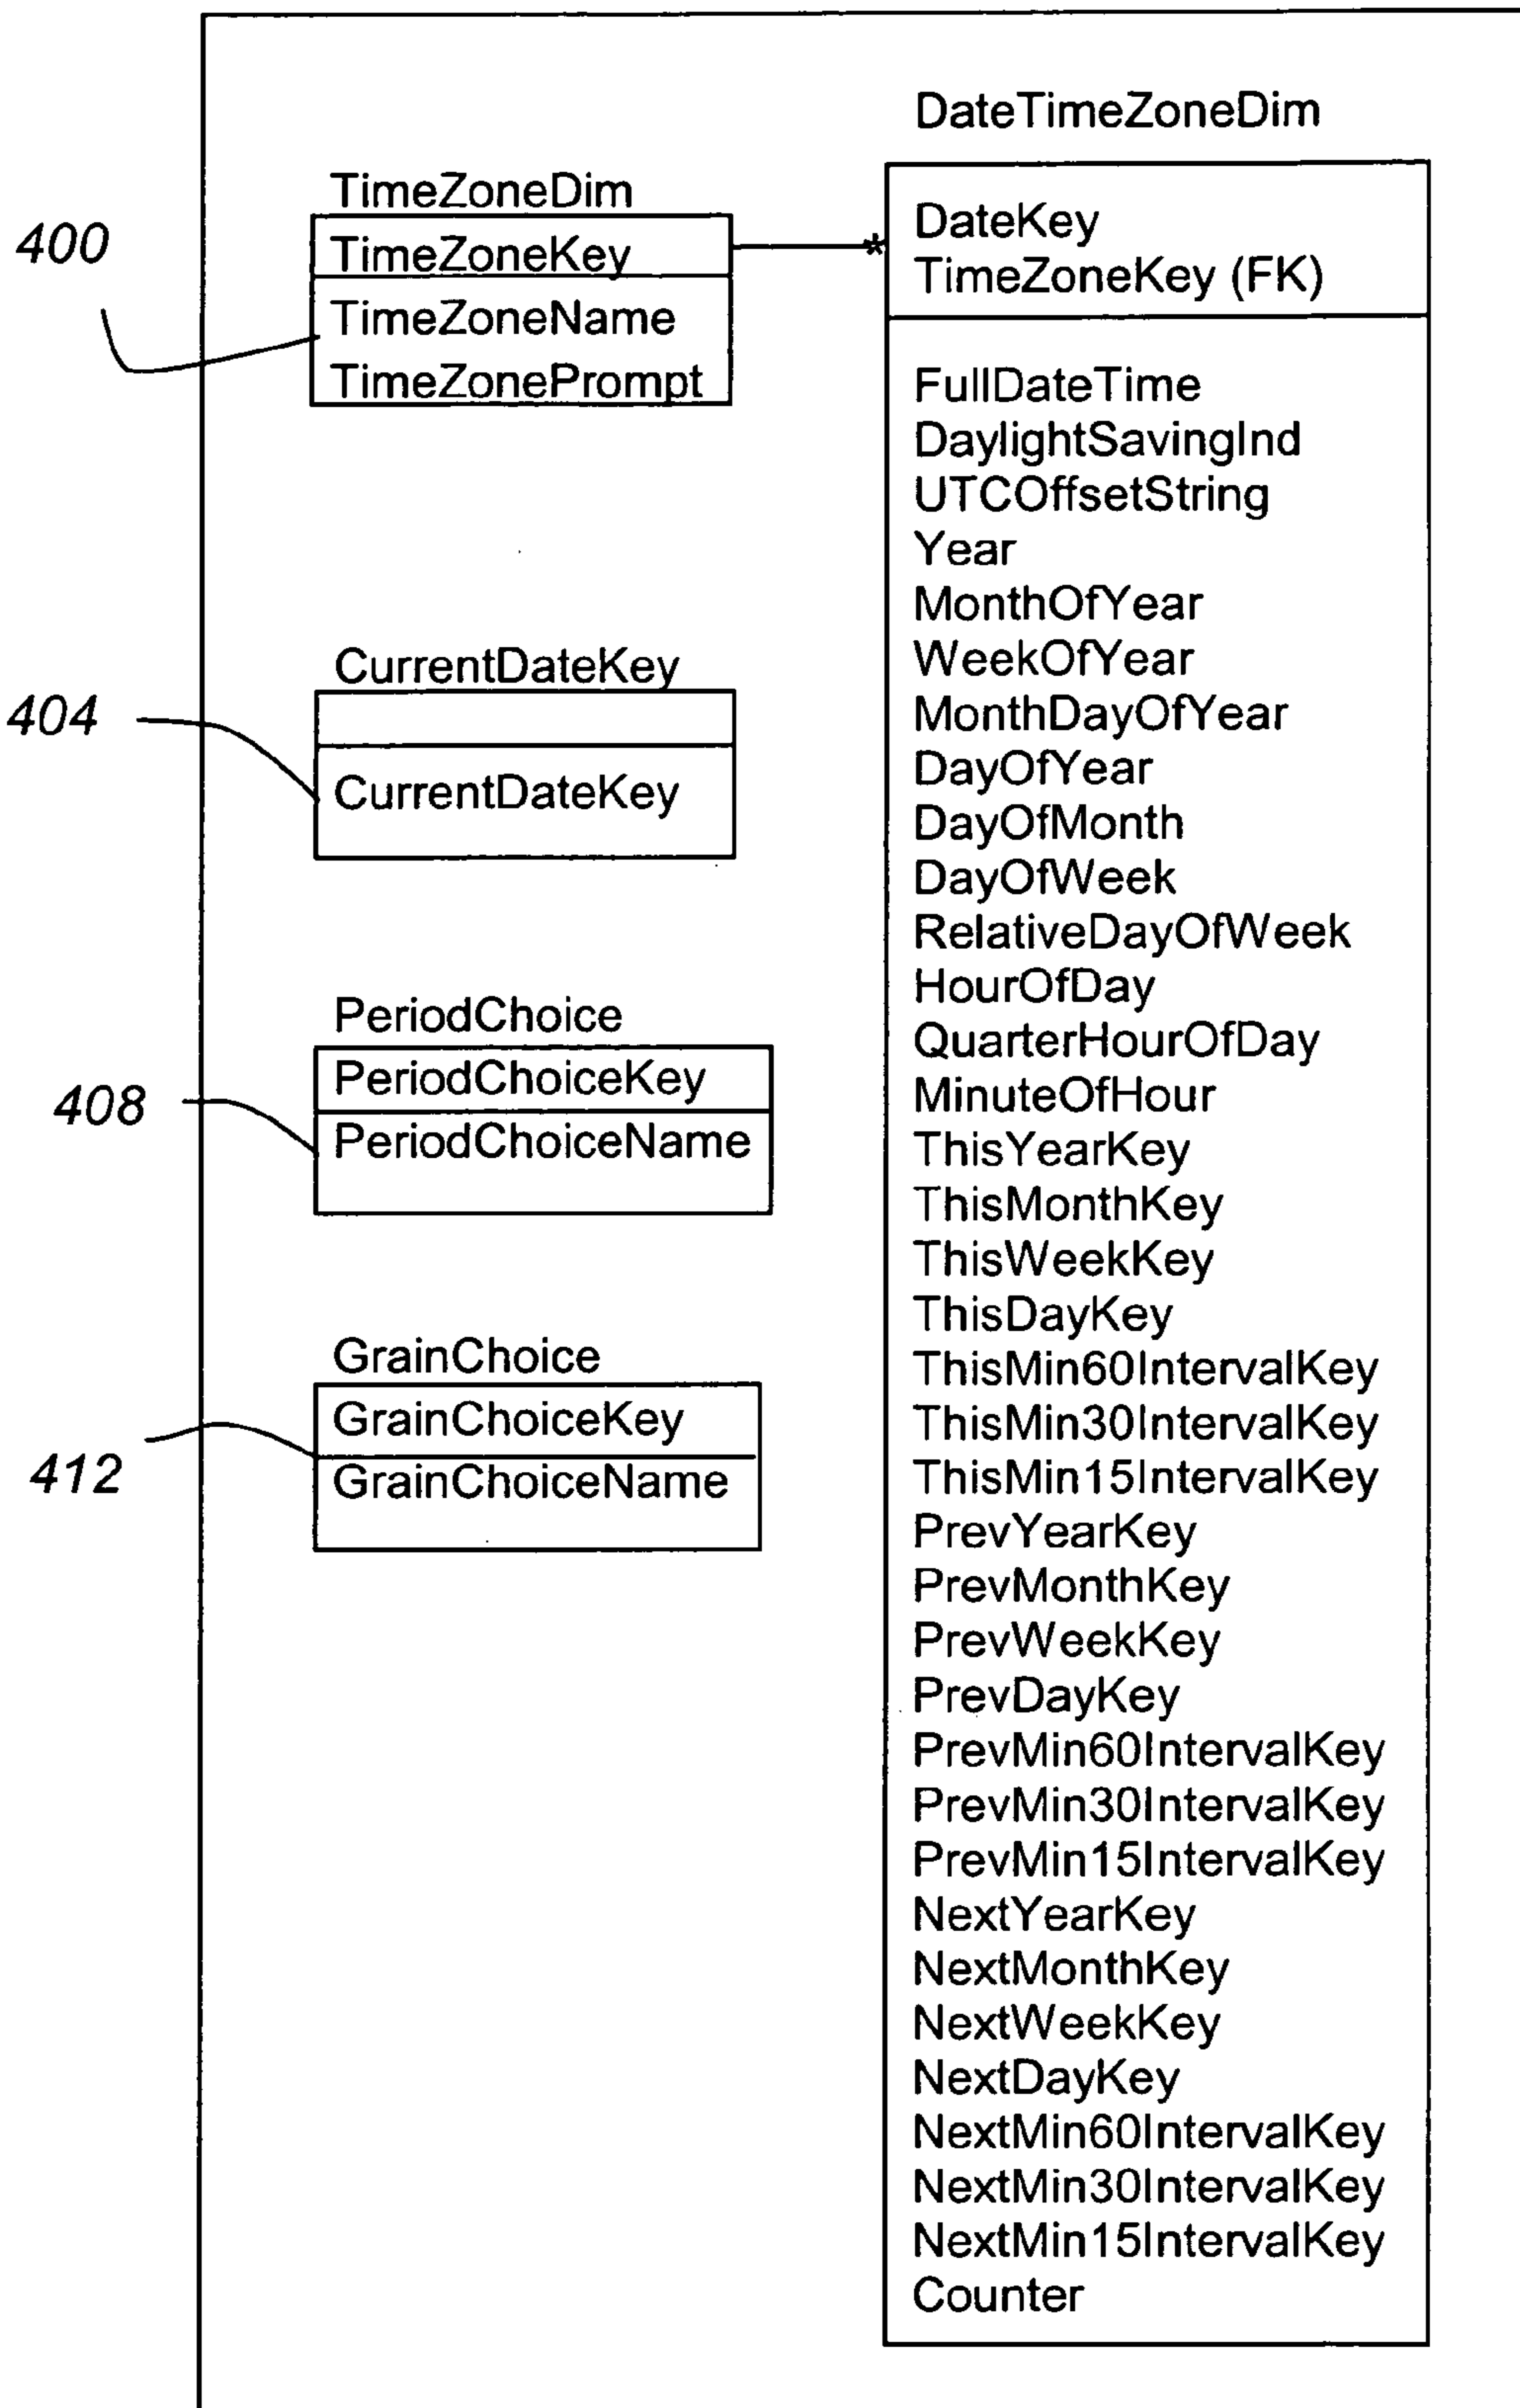 DateTimeZoneDim
TimeZoneDim
400
TimeZoneKey
TimeZoneName
TimeZonePrompt
*
DateKey
TimeZoneKey (FK)
FullDateTime
DaylightSavingInd
UTCOffsetString
Year
MonthOfYear
WeekOfYear
MonthDayOfYear
DayOfYear
DayOfMonth
DayOfWeek
RelativeDayOfWeek
HourOfDay
QuarterHourOfDay
MinuteOfHour
ThisYearKey
ThisMonthKey
ThisWeekKey
ThisDayKey
ThisMin60IntervalKey
ThisMin30IntervalKey
ThisMin15IntervalKey
PrevYearKey
PrevMonthKey
PrevWeekKey
PrevDayKey
PrevMin60IntervalKey
PrevMin30IntervalKey
PrevMin15IntervalKey
NextYearKey
NextMonthKey
NextWeekKey
NextDayKey
NextMin60IntervalKey
NextMin30IntervalKey
NextMin15IntervalKey
Counter
CurrentDateKey
404
CurrentDateKey
PeriodChoice
408
PeriodChoiceKey
PeriodChoiceName
GrainChoice
412
GrainChoiceKey
GrainChoiceName